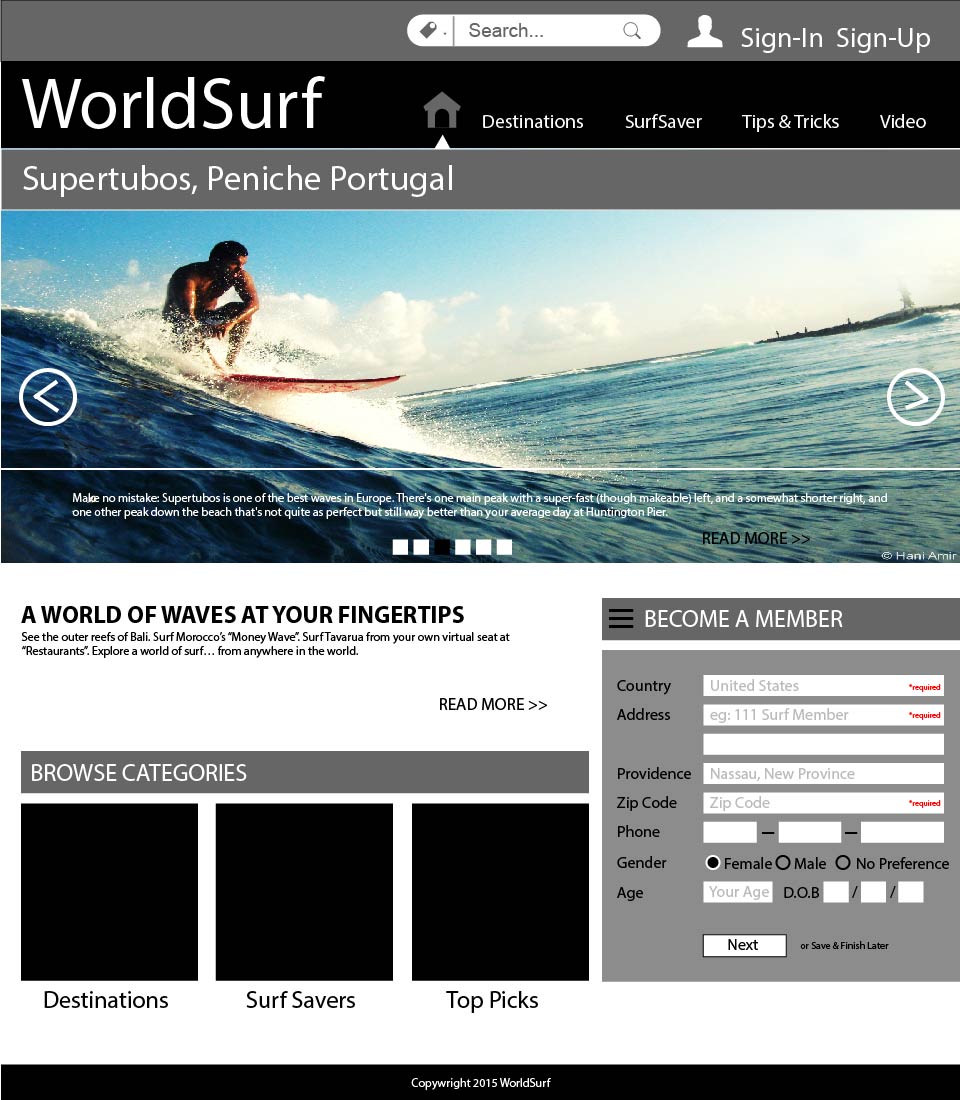 Search...
Sign-In Sign-Up
WorldSurf
Destinations SurfSaver Tips & Tricks Video
Supertubos, Peniche Portugal
Make no mistake: Supertubos is one of the best waves in Europe. There's one main peak with a super-fast (though makeable) left, and a somewhat shorter right, and
one other peak down the beach that's not quite as perfect but still way better than your average day at Huntington Pier.
READ MORE >>
© Hani Amir
A WORLD OF WAVES AT YOUR FINGERTIPS
See the outer reefs of Bali. Surf Morocco's “Money Wave”. Surf Tavarua from your own virtual seat at
“Restaurants”. Explore a world of surf… from anywhere in the world.
READ MORE >>
BROWSE CATEGORIES
Destinations
Surf Savers
Top Picks
BECOME A MEMBER
Country United States *required
Address eg: 111 Surf Member *required
Providence Nassau, New Province
Zip Code Zip Code *required
Phone
Gender Female Male No Preference
Age Your Age D.O.B / /
Next or Save & Finish Later
Copywright 2015 WorldSurf